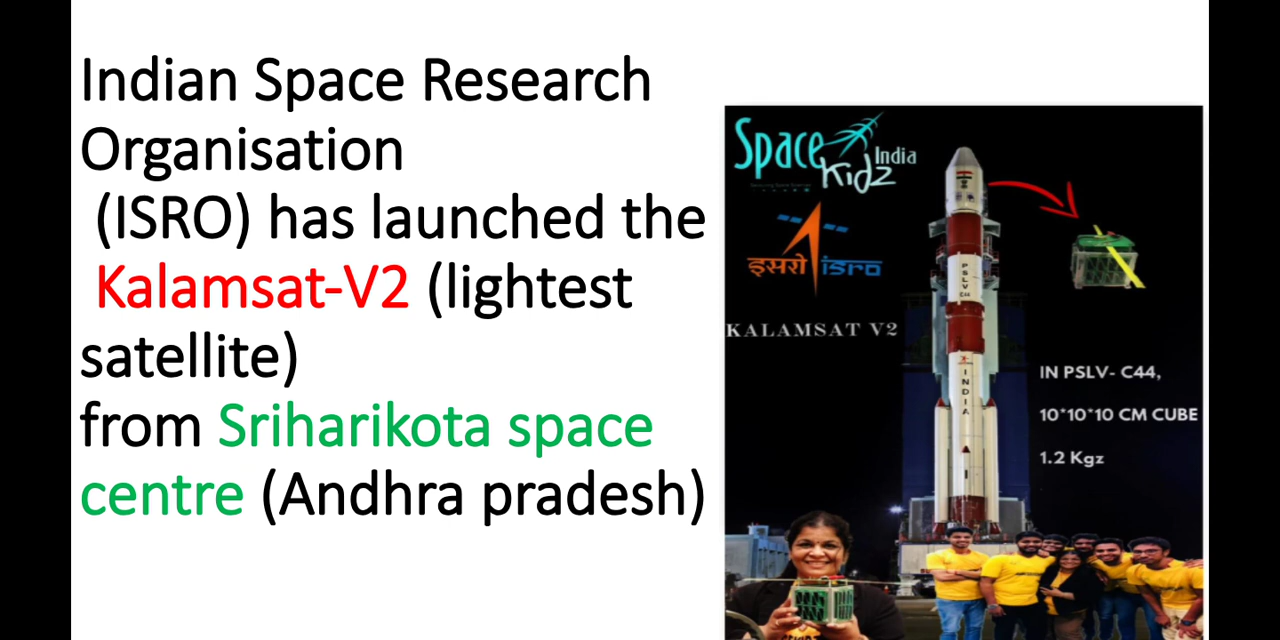 Indian Space Research
Organisation
(ISRO) has launched the
Kalamsat-V2 (lightest
satellite)
from Sriharikota space
centre (Andhra pradesh)
Space
Kidz
India
इसरो isro
KALAMSAT V2
PSLV
C44
INDIA
IN PSLV- C44,
10*10*10 CM CUBE
1.2 Kgz